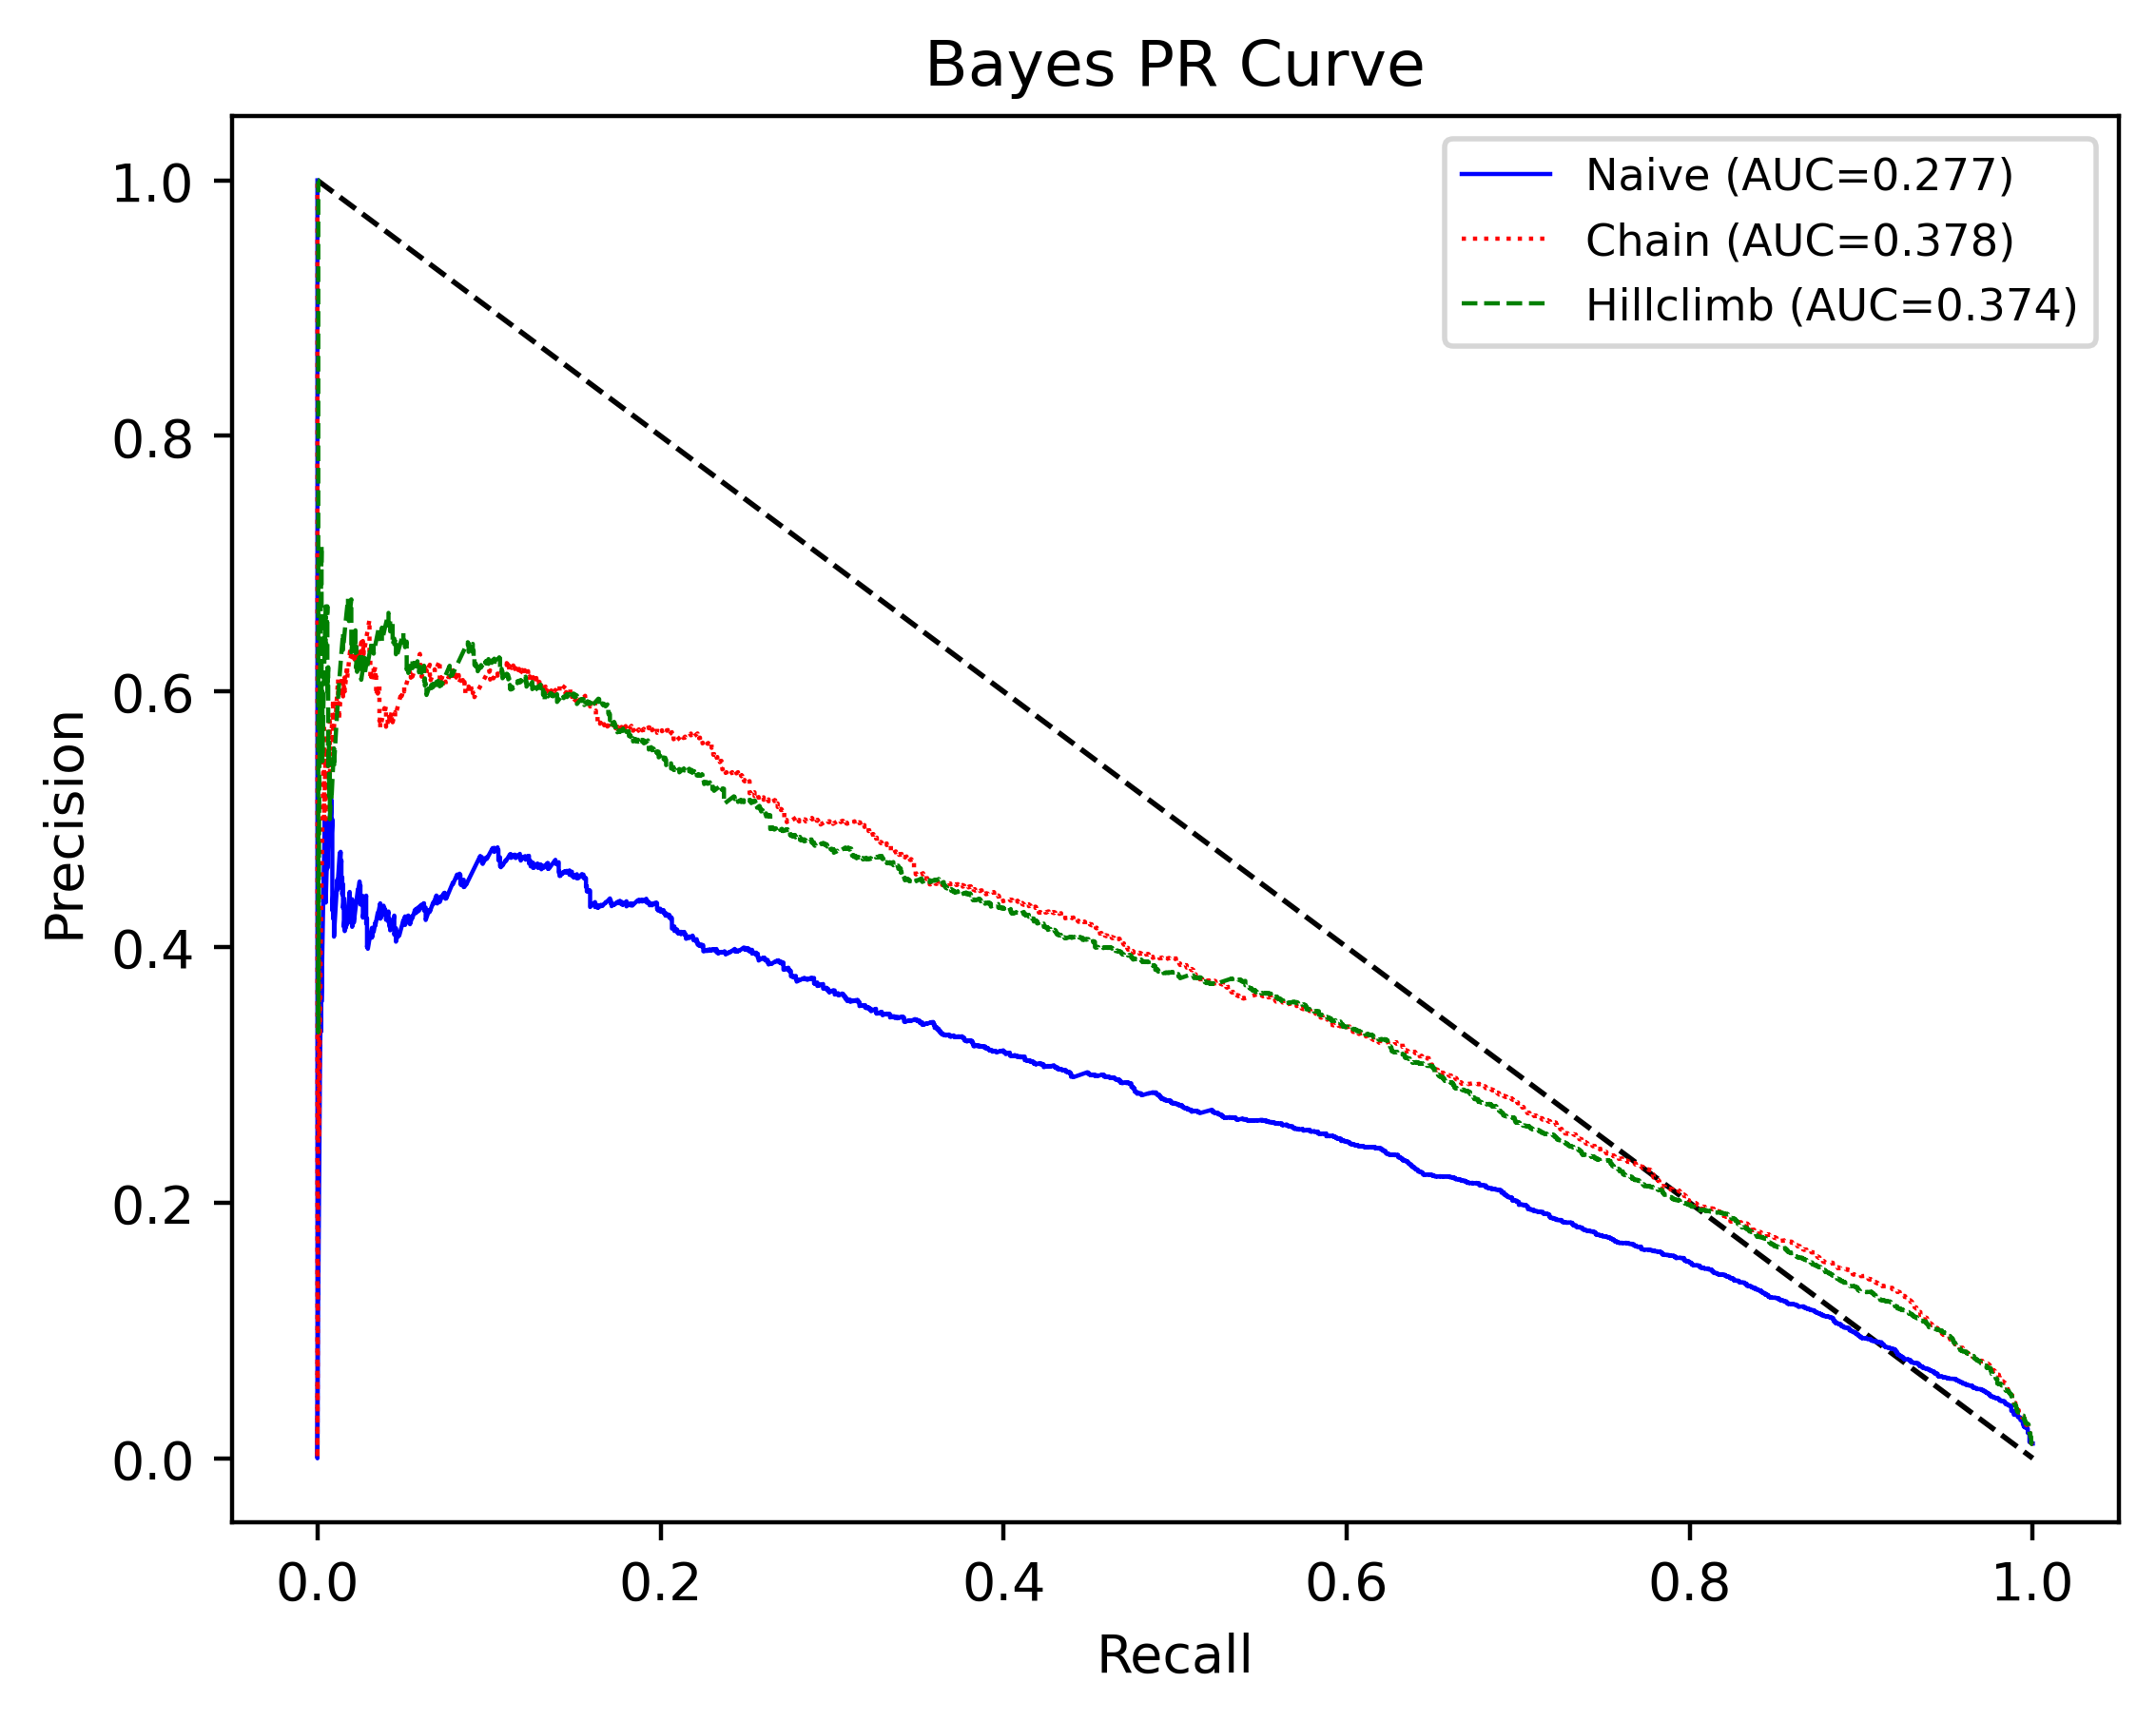 Bayes PR Curve
Naive (AUC=0.277)
Chain (AUC=0.378)
Hillclimb (AUC=0.374)
Precision
1.0
0.8
0.6
0.4
0.2
0.0
0.0 0.2 0.4 0.6 0.8 1.0
Recall